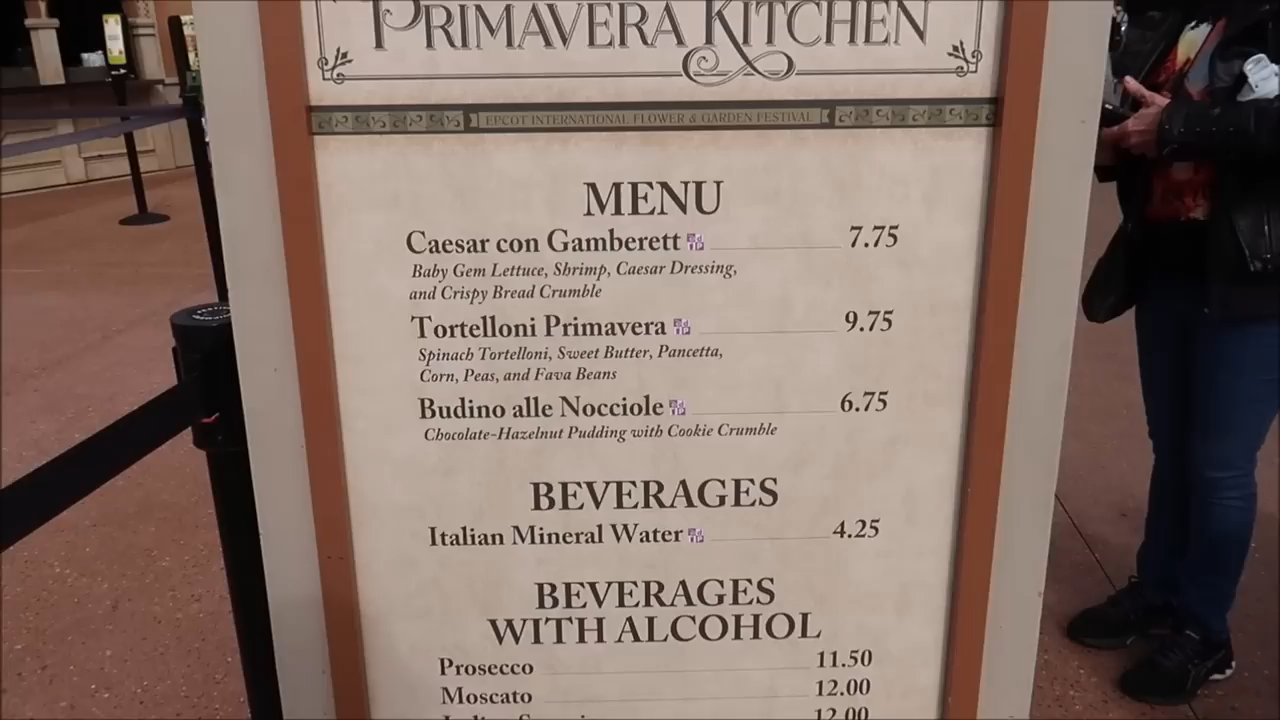 PRIMAVERA KITCHEN
EPCOT INTERNATIONAL FLOWER & GARDEN FESTIVAL
MENU
Caesar con Gamberett 7.75
Baby Gem Lettuce, Shrimp, Caesar Dressing,
and Crispy Bread Crumble
Tortelloni Primavera 9.75
Spinach Tortelloni, Sweet Butter, Pancetta,
Corn, Peas, and Fava Beans
Budino alle Nocciole 6.75
Chocolate-Hazelnut Pudding with Cookie Crumble
BEVERAGES
Italian Mineral Water 4.25
BEVERAGES
WITH ALCOHOL
Prosecco 11.50
Moscato 12.00
12.00